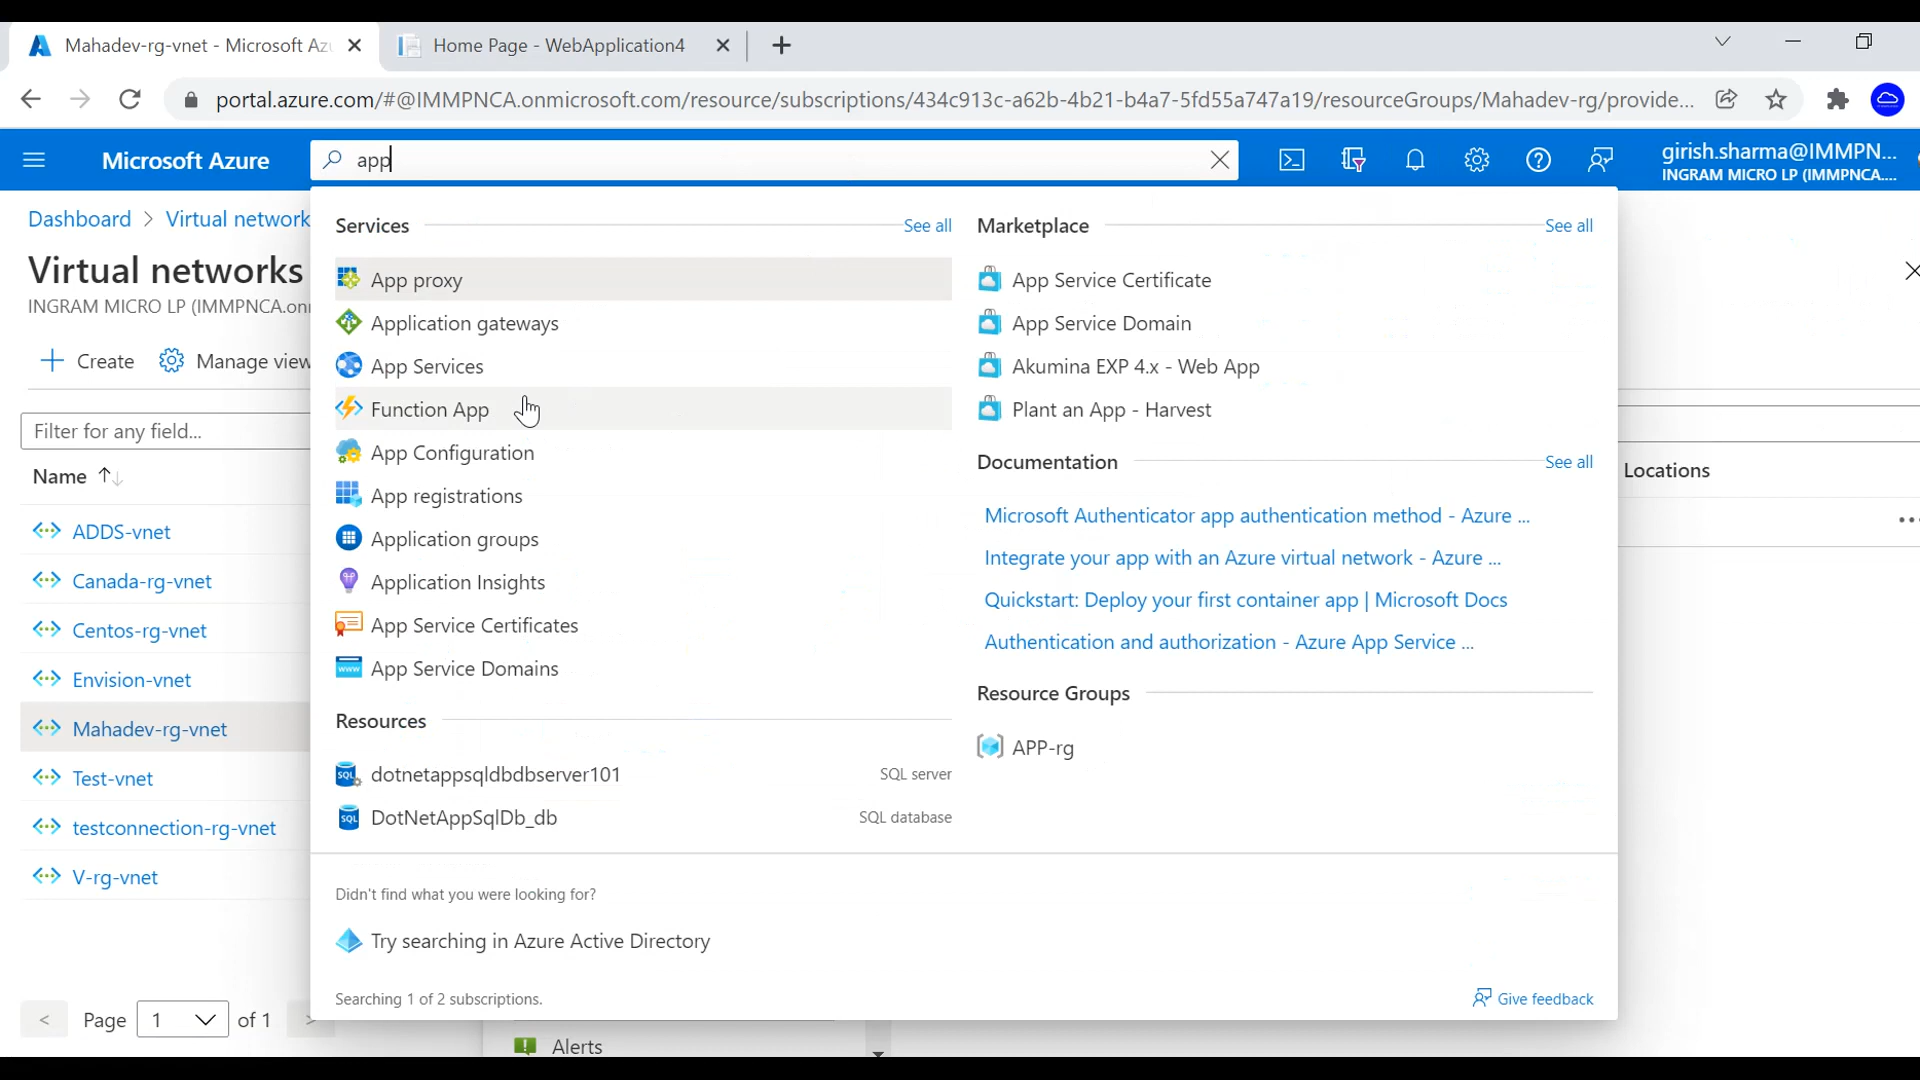 Mahadev-rg-vnet - Microsoft Az
Home Page - WebApplication4
portal.azure.com/#@IMMPNCA.onmicrosoft.com/resource/subscriptions/434c913c-a62b-4b21-b4a7-5fd55a747a19/resourceGroups/Mahadev-rg/provide...
Microsoft Azure
app
girish.sharma@IMMPN...
INGRAM MICRO LP (IMMPNCA....
Dashboard > Virtual network
Virtual networks
INGRAM MICRO LP (IMMPNCA.on
+ Create
Manage view
Filter for any field...
Name ↑↓
ADDS-vnet
Canada-rg-vnet
Centos-rg-vnet
Envision-vnet
Mahadev-rg-vnet
Test-vnet
testconnection-rg-vnet
V-rg-vnet
< Page 1 of 1 >
Services
See all
App proxy
Application gateways
App Services
Function App
App Configuration
App registrations
Application groups
Application Insights
App Service Certificates
App Service Domains
Resources
dotnetappsqldbdbserver101 SQL server
DotNetAppSqlDb_db SQL database
Marketplace
See all
App Service Certificate
App Service Domain
Akumina EXP 4.x - Web App
Plant an App - Harvest
Documentation
See all
Microsoft Authenticator app authentication method - Azure ...
Integrate your app with an Azure virtual network - Azure ...
Quickstart: Deploy your first container app | Microsoft Docs
Authentication and authorization - Azure App Service ...
Resource Groups
APP-rg
Didn't find what you were looking for?
Try searching in Azure Active Directory
Searching 1 of 2 subscriptions.
Give feedback
Locations
Alerts